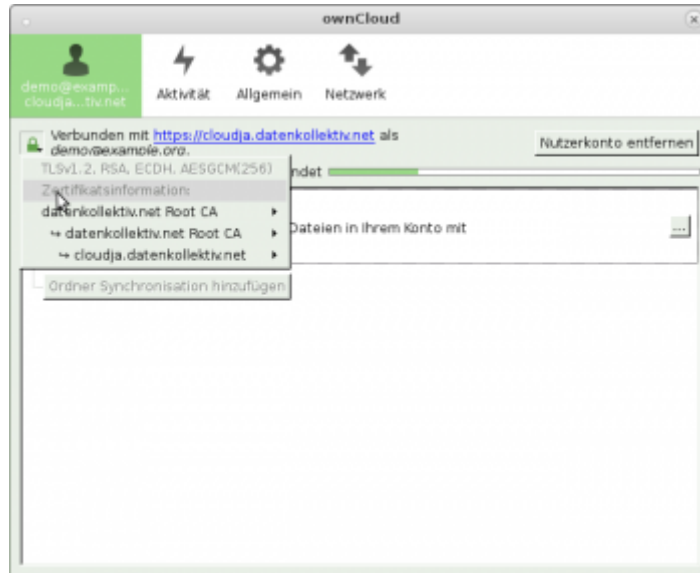 ownCloud
demo@examp...
cloudja...tiv.net
Aktivität
Allgemein
Netzwerk
Verbunden mit https://cloudja.datenkollektiv.net als
demo@example.org.
Nutzerkonto entfernen
TLSv1.2, RSA, ECDH, AESGCM(256)
ndet
Zertifikatsinformation:
datenkollektiv.net Root CA
↪ datenkollektiv.net Root CA
Dateien in Ihrem Konto mit
...
↪ cloudja.datenkollektiv.net
Ordner Synchronisation hinzufügen